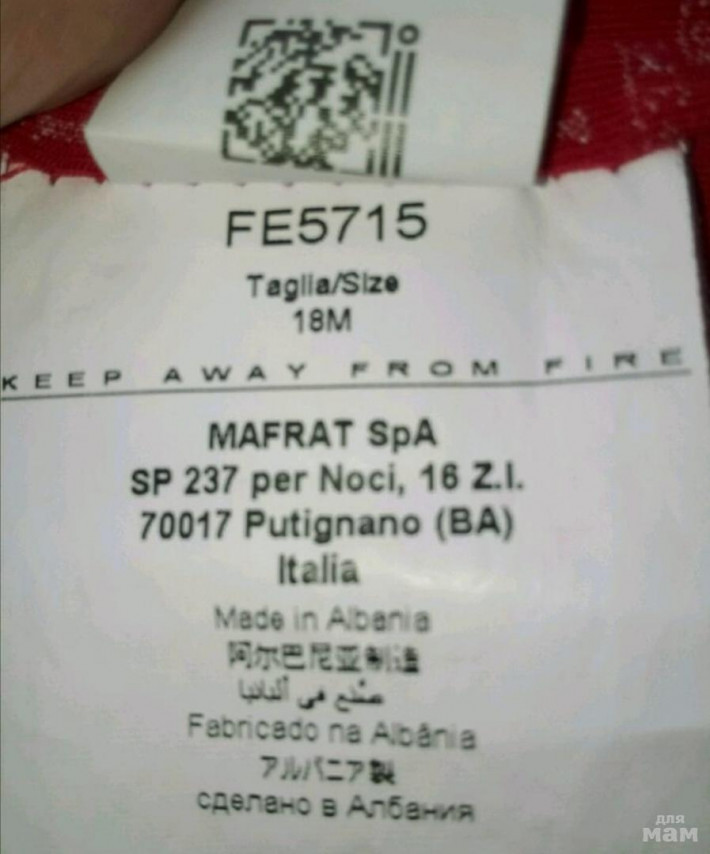 FE5715
Taglia/Size
18M
KEEP AWAY FROM FIRE
MAFRAT SpA
SP 237 per Noci, 16 Z.I.
70017 Putignano (BA)
Italia
Made in Albania
阿尔巴尼亚制造
صنع في ألبانيا
Fabricado na Albânia
アルバニア製
сделано в Албания
для
мам